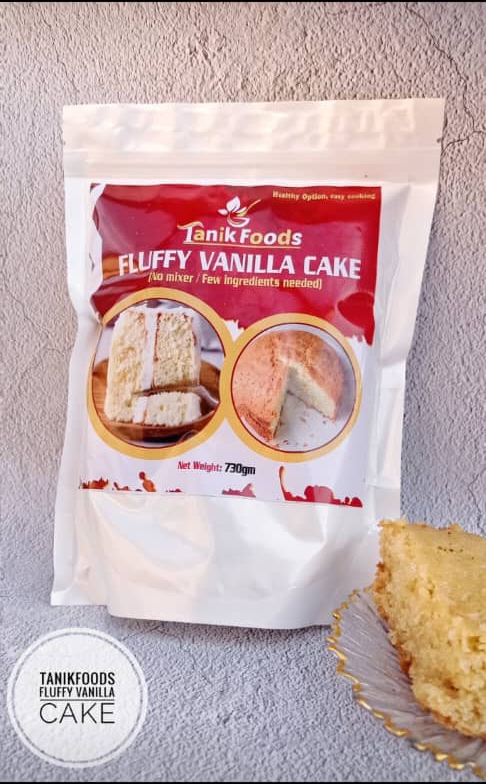 Healthy Option, easy cooking
Tanik Foods
FLUFFY VANILLA CAKE
(No mixer / Few ingredients needed)
Net Weight: 730gm
TANIKFOODS
FLUFFY VANILLA
CAKE